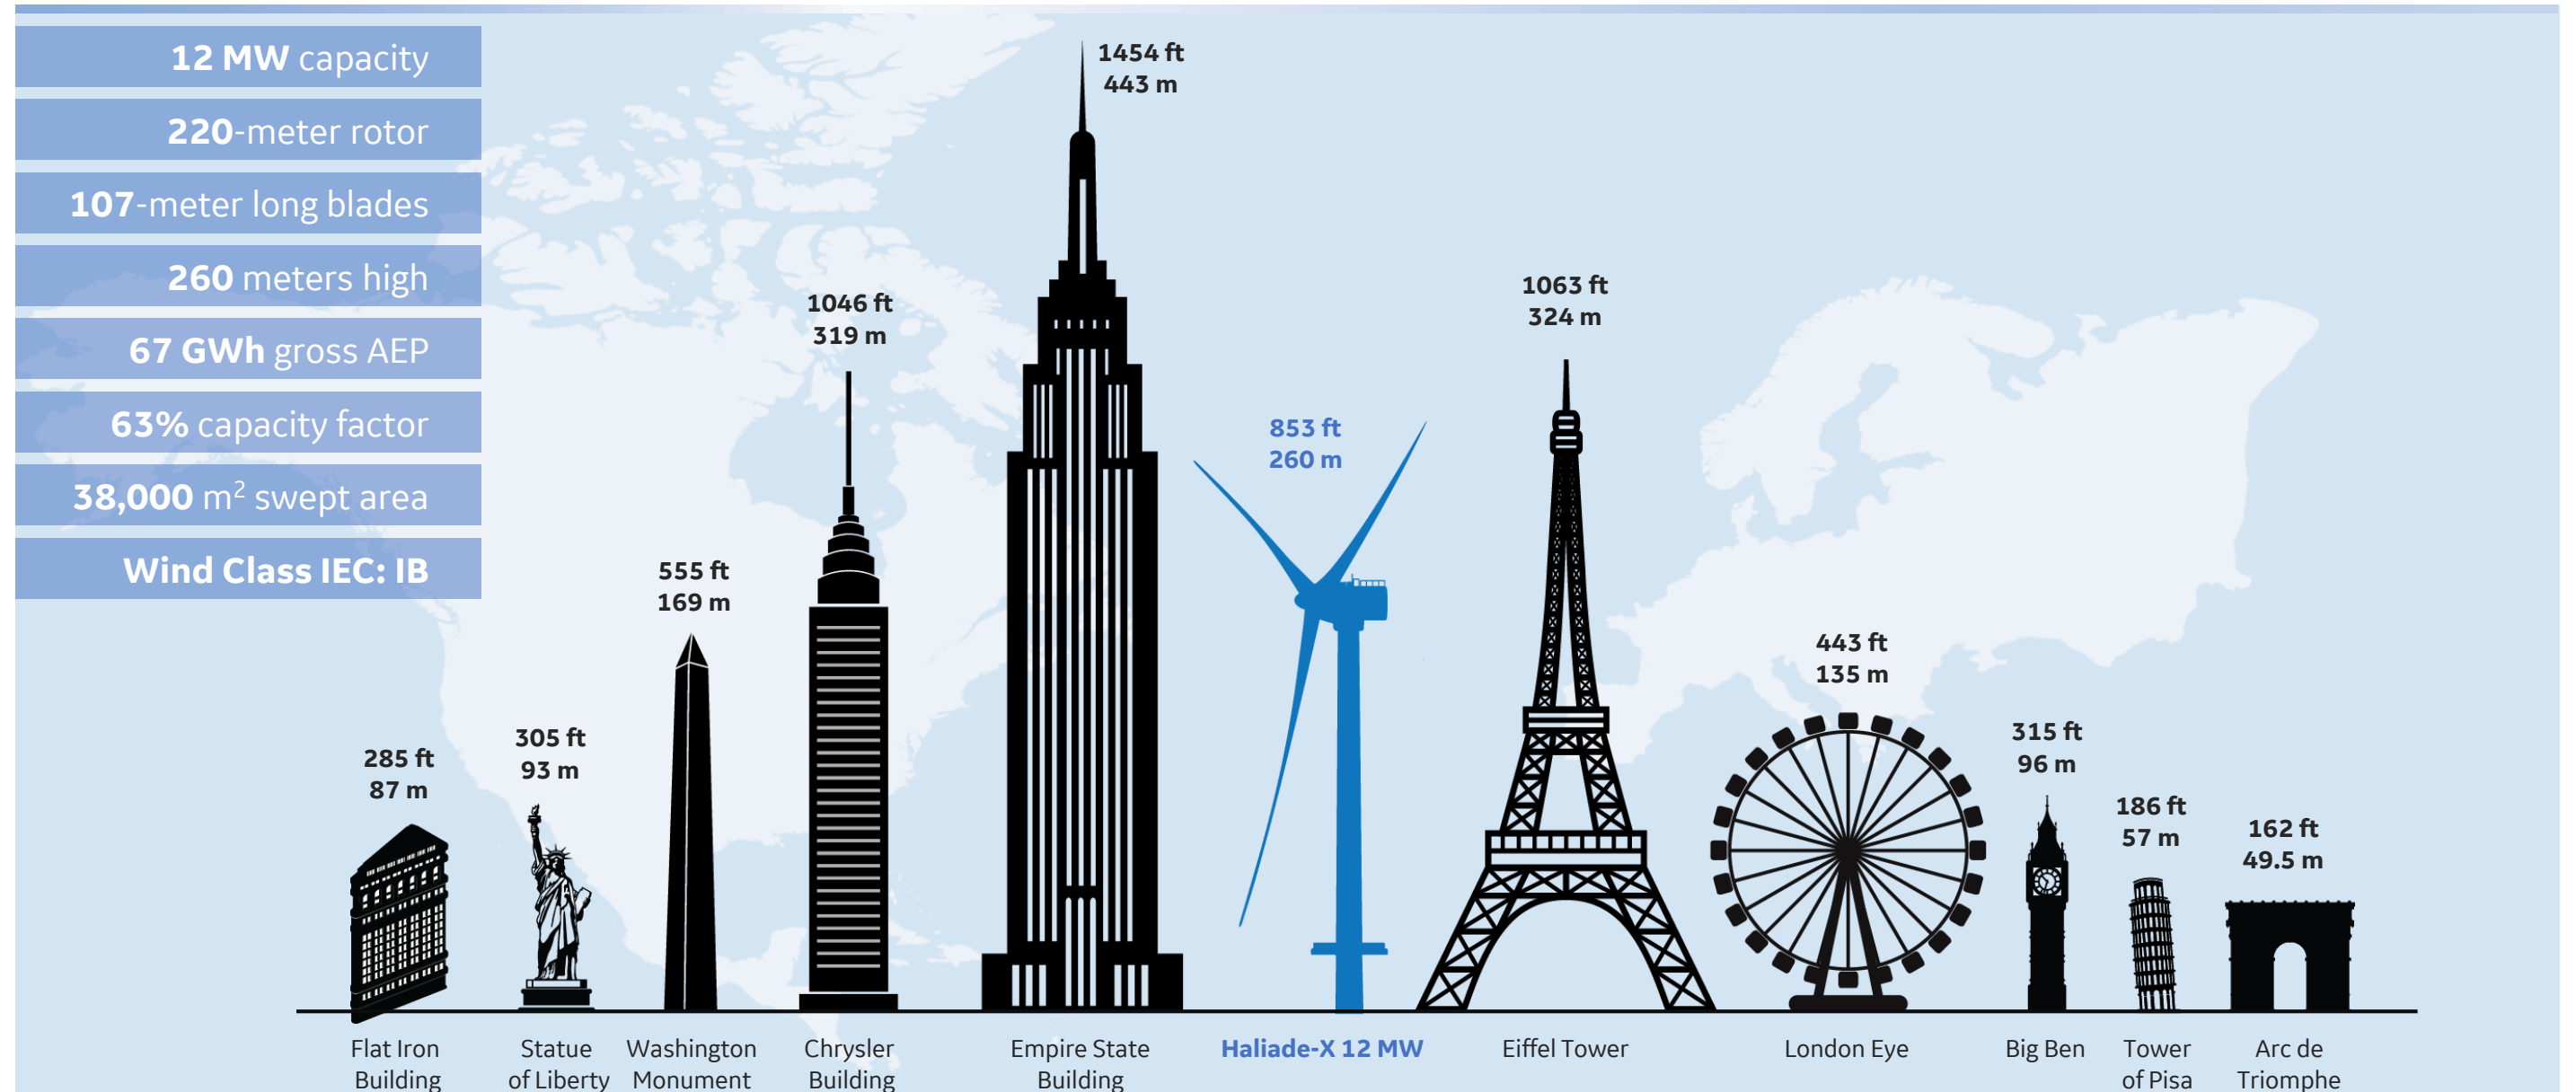 12 MW capacity
220-meter rotor
107-meter long blades
260 meters high
67 GWh gross AEP
63% capacity factor
38,000 m² swept area
Wind Class IEC: IB
285 ft
87 m
305 ft
93 m
555 ft
169 m
1046 ft
319 m
1454 ft
443 m
853 ft
260 m
1063 ft
324 m
443 ft
135 m
315 ft
96 m
186 ft
57 m
162 ft
49.5 m
Flat Iron
Building
Statue
of Liberty
Washington
Monument
Chrysler
Building
Empire State
Building
Haliade-X 12 MW
Eiffel Tower
London Eye
Big Ben
Tower
of Pisa
Arc de
Triomphe